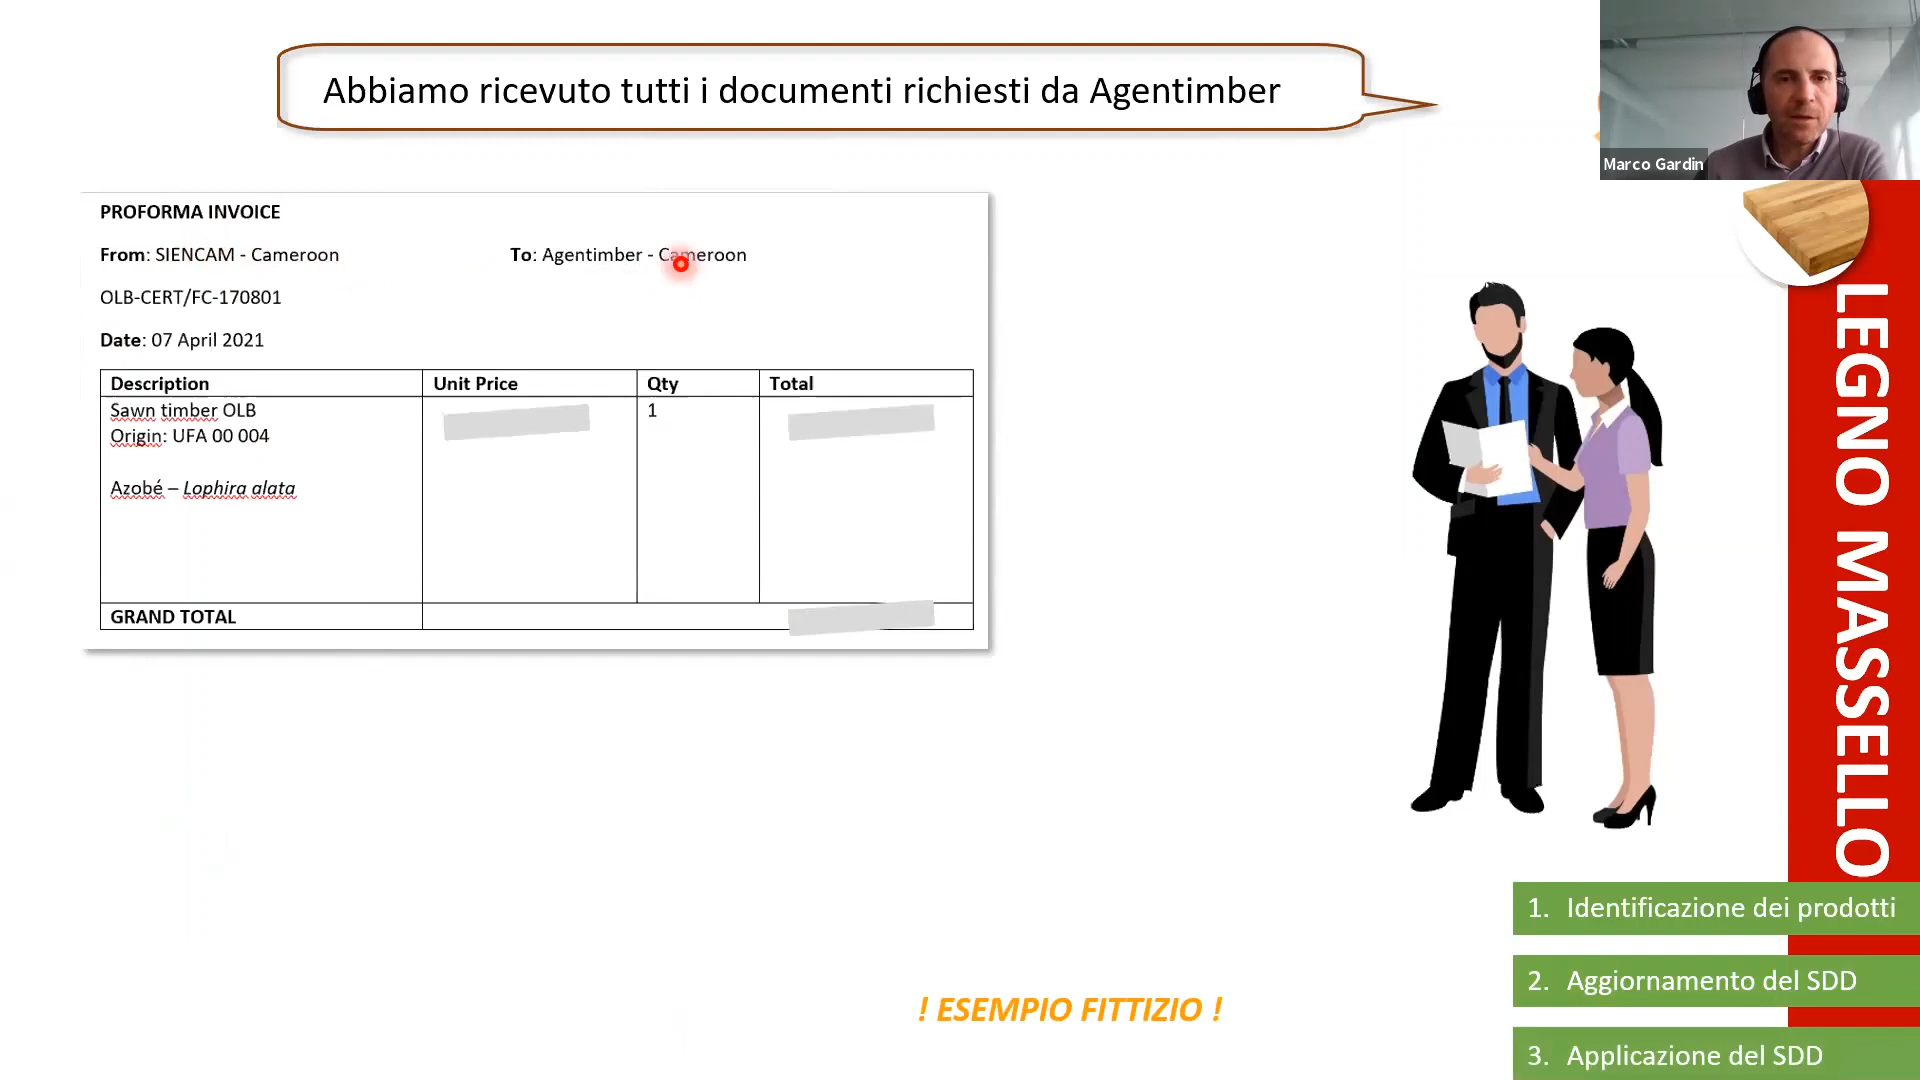 Abbiamo ricevuto tutti i documenti richiesti da Agentimber
Marco Gardin
PROFORMA INVOICE
From: SIENCAM - Cameroon To: Agentimber - Cameroon
OLB-CERT/FC-170801
Date: 07 April 2021
Description Unit Price Qty Total
Sawn timber OLB 1
Origin: UFA 00 004
Azobé – Lophira alata
GRAND TOTAL
LEGNO MASSELLO
1. Identificazione dei prodotti
2. Aggiornamento del SDD
! ESEMPIO FITTIZIO !
3. Applicazione del SDD